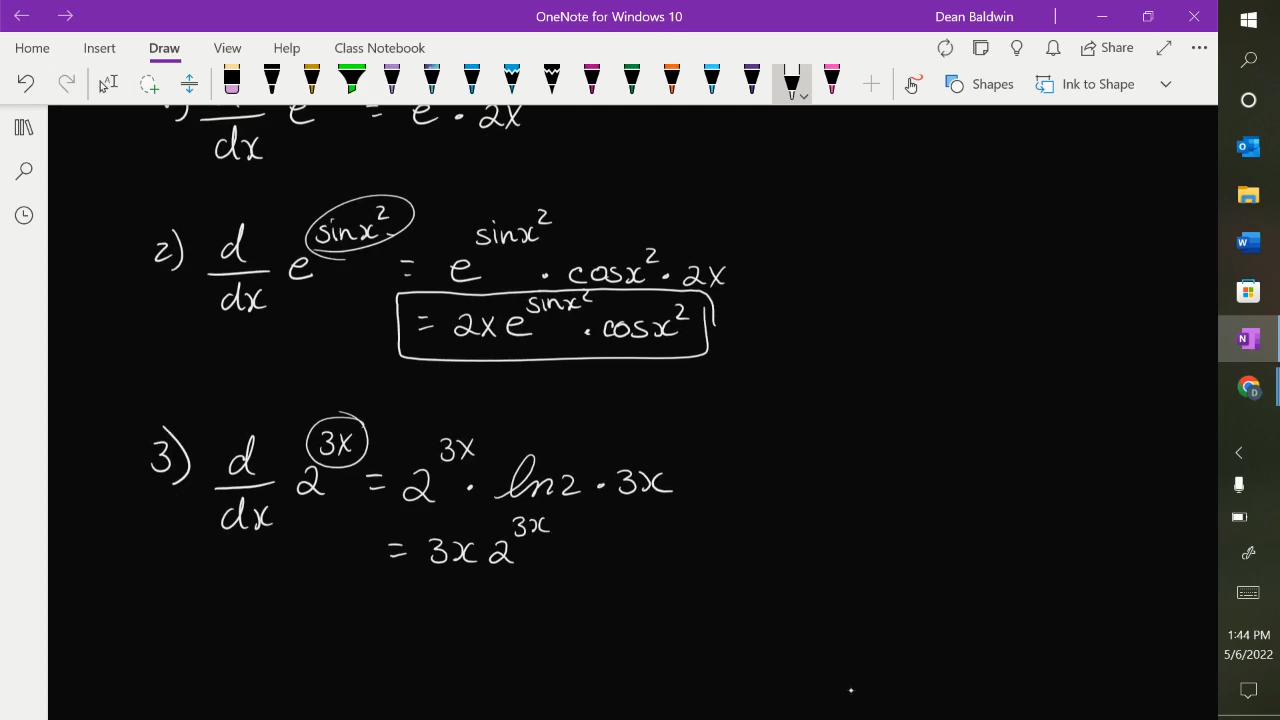 OneNote for Windows 10
Dean Baldwin
Home Insert Draw View Help Class Notebook
Share
Shapes
Ink to Shape
d/dx e = e · 2x
2) d/dx e^sinx² = e^sinx² · cosx² · 2x
= 2x e^sinx² · cosx²
3) d/dx 2^3x = 2^3x · ln2 · 3x
= 3x 2^3x
1:44 PM
5/6/2022